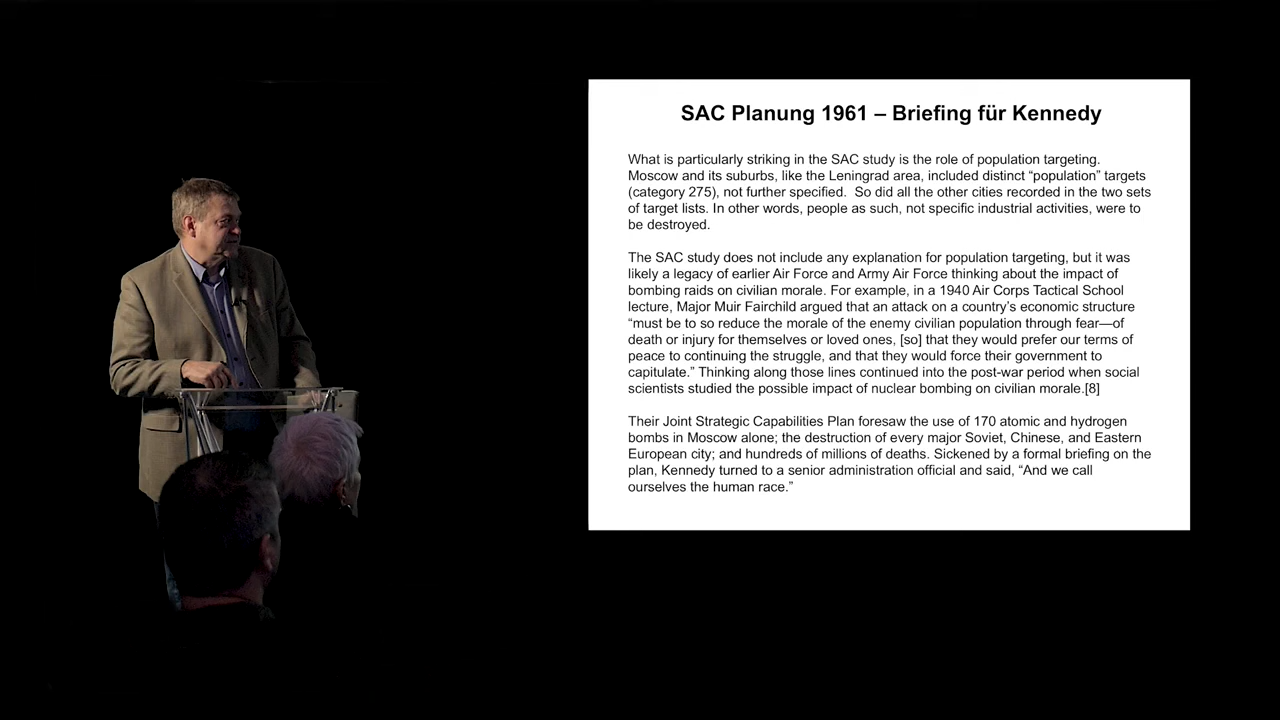 SAC Planung 1961 – Briefing für Kennedy
What is particularly striking in the SAC study is the role of population targeting.
Moscow and its suburbs, like the Leningrad area, included distinct “population” targets
(category 275), not further specified.  So did all the other cities recorded in the two sets
of target lists. In other words, people as such, not specific industrial activities, were to
be destroyed.
The SAC study does not include any explanation for population targeting, but it was
likely a legacy of earlier Air Force and Army Air Force thinking about the impact of
bombing raids on civilian morale. For example, in a 1940 Air Corps Tactical School
lecture, Major Muir Fairchild argued that an attack on a country’s economic structure
“must be to so reduce the morale of the enemy civilian population through fear—of
death or injury for themselves or loved ones, [so] that they would prefer our terms of
peace to continuing the struggle, and that they would force their government to
capitulate.” Thinking along those lines continued into the post-war period when social
scientists studied the possible impact of nuclear bombing on civilian morale.[8]
Their Joint Strategic Capabilities Plan foresaw the use of 170 atomic and hydrogen
bombs in Moscow alone; the destruction of every major Soviet, Chinese, and Eastern
European city; and hundreds of millions of deaths. Sickened by a formal briefing on the
plan, Kennedy turned to a senior administration official and said, “And we call
ourselves the human race.”